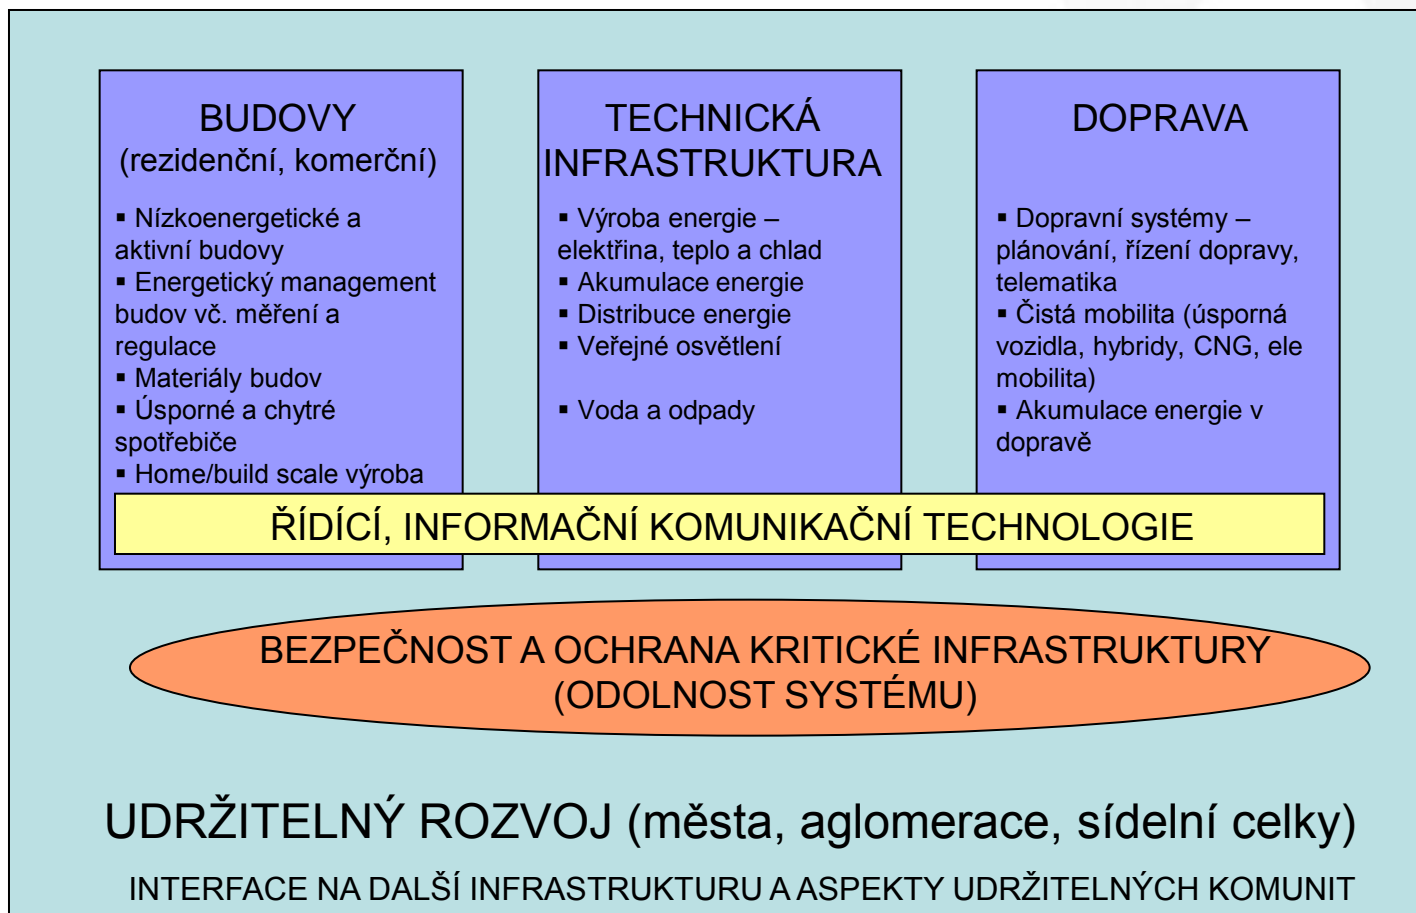 BUDOVY
(rezidenční, komerční)
▪ Nízkoenergetické a
aktivní budovy
▪ Energetický management
budov vč. měření a
regulace
▪ Materiály budov
▪ Úsporné a chytré
spotřebiče
▪ Home/build scale výroba
TECHNICKÁ
INFRASTRUKTURA
▪ Výroba energie –
elektřina, teplo a chlad
▪ Akumulace energie
▪ Distribuce energie
▪ Veřejné osvětlení
▪ Voda a odpady
DOPRAVA
▪ Dopravní systémy –
plánování, řízení dopravy,
telematika
▪ Čistá mobilita (úsporná
vozidla, hybridy, CNG, ele
mobilita)
▪ Akumulace energie v
dopravě
ŘÍDÍCÍ, INFORMAČNÍ KOMUNIKAČNÍ TECHNOLOGIE
BEZPEČNOST A OCHRANA KRITICKÉ INFRASTRUKTURY
(ODOLNOST SYSTÉMU)
UDRŽITELNÝ ROZVOJ (města, aglomerace, sídelní celky)
INTERFACE NA DALŠÍ INFRASTRUKTURU A ASPEKTY UDRŽITELNÝCH KOMUNIT